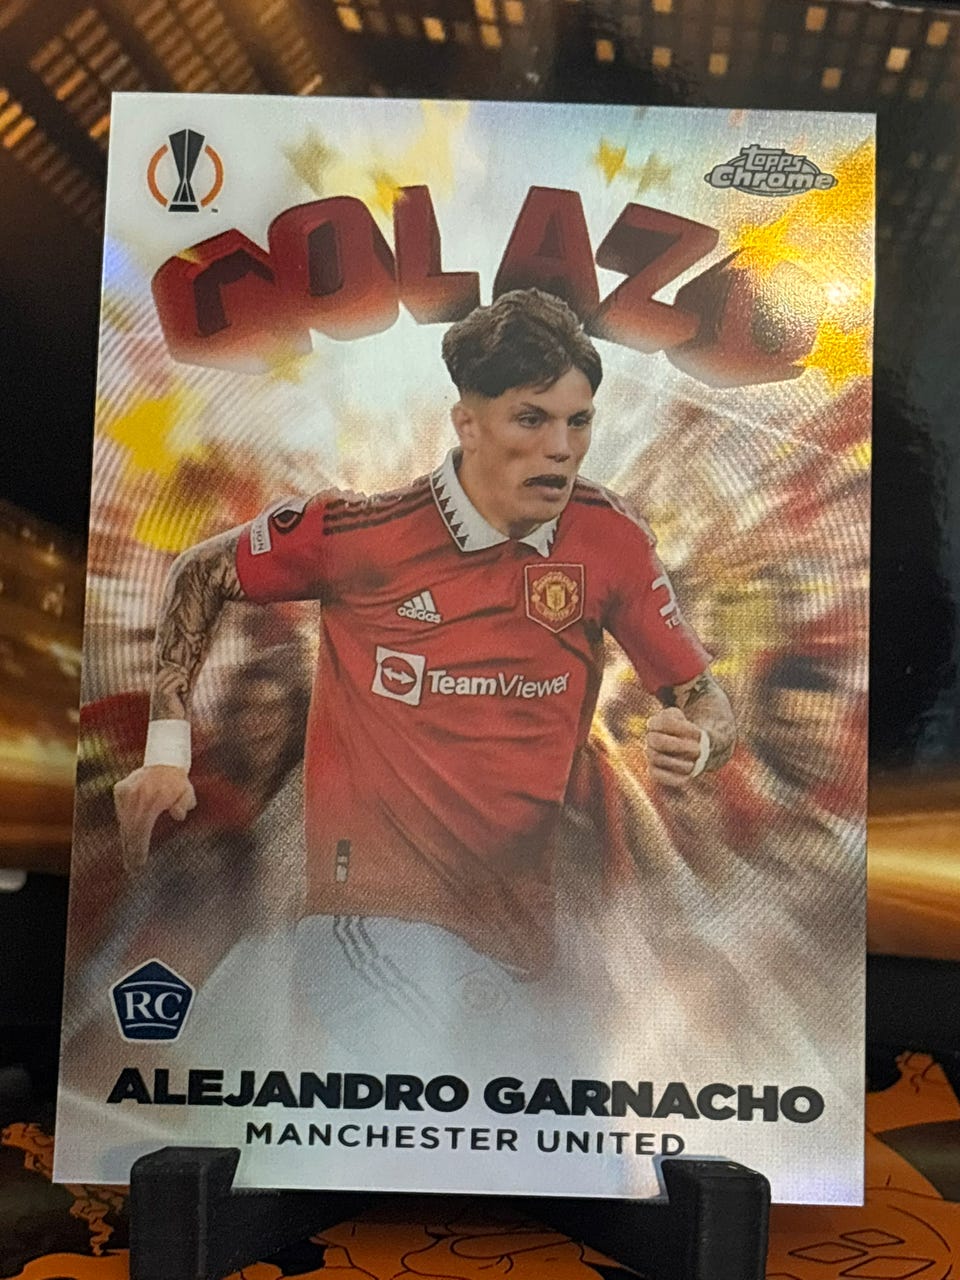 Topps
Chrome
GOLAZO
adidas
TeamViewer
RC
ALEJANDRO GARNACHO
MANCHESTER UNITED